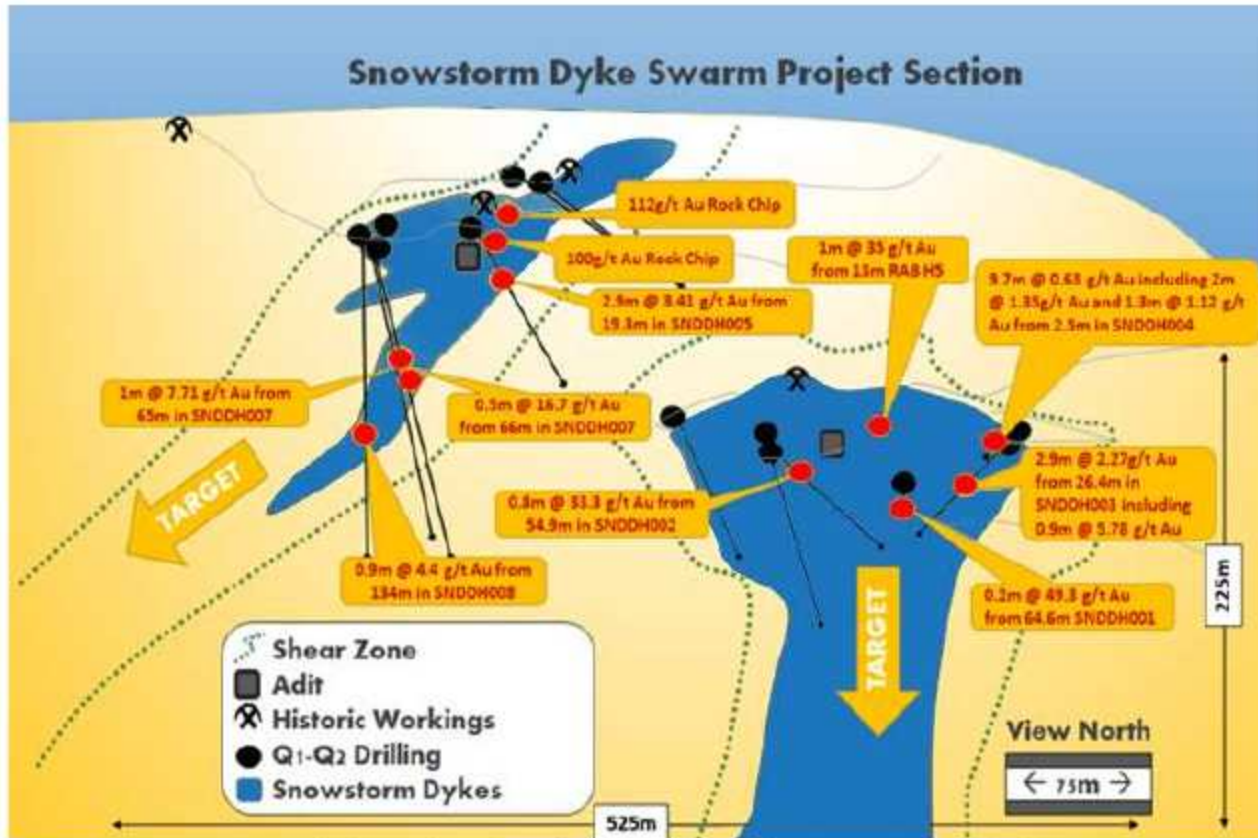 Snowstorm Dyke Swarm Project Section
112g/t Au Rock Chip
100g/t Au Rock Chip
1m @ 35 g/t Au
from 13m RAB H5
9.7m @ 0.63 g/t Au including 2m
@ 1.35g/t Au and 1.3m @ 1.12 g/t
Au from 2.5m in SNDDH004
2.9m @ 3.41 g/t Au from
19.3m in SNDDH005
1m @ 7.71 g/t Au from
65m in SNDDH007
0.5m @ 16.7 g/t Au
from 66m in SNDDH007
TARGET
0.8m @ 33.3 g/t Au from
54.9m in SNDDH002
2.9m @ 2.27g/t Au
from 26.4m in
SNDDH003 including
0.9m @ 5.78 g/t Au
0.9m @ 4.4 g/t Au from
134m in SNDDH008
0.2m @ 49.3 g/t Au
from 64.6m SNDDH001
TARGET
225m
Shear Zone
Adit
Historic Workings
Q1-Q2 Drilling
Snowstorm Dykes
View North
← 75m →
525m